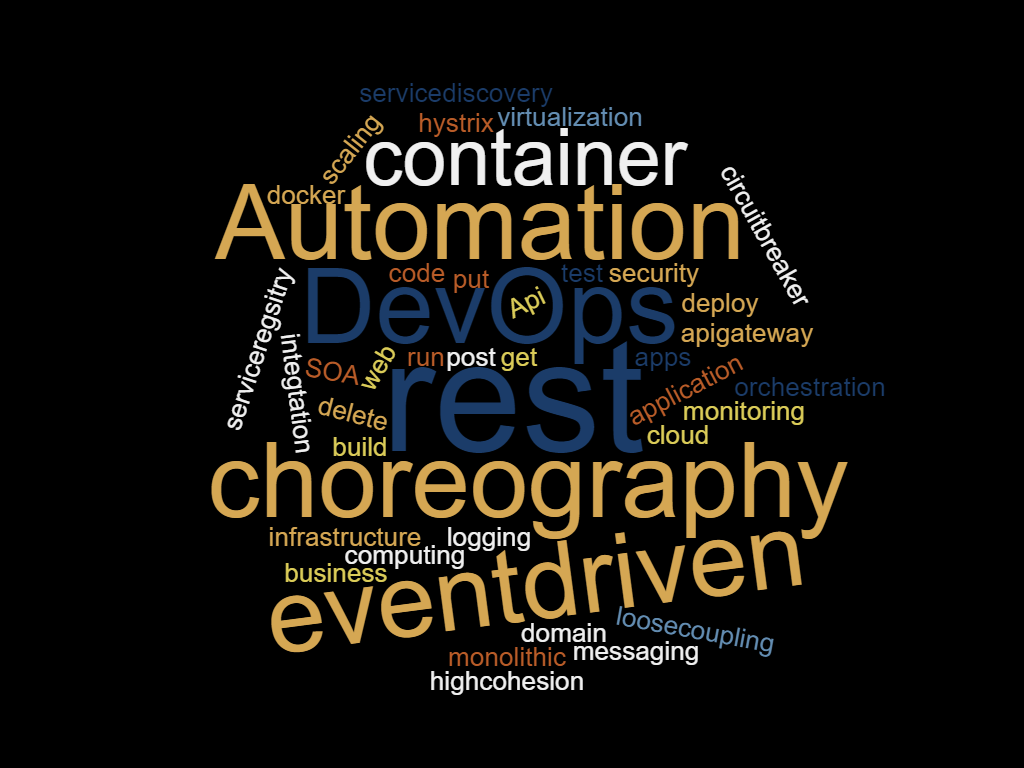 servicediscovery
hystrix
virtualization
scaling
container
docker
Automation
circuitbreaker
code
put
test
security
DevOps
Api
deploy
apigateway
serviceregsitry
integtation
SOA
web
run
post
get
apps
rest
application
orchestration
delete
monitoring
cloud
build
choreography
infrastructure
logging
computing
business
eventdriven
loosecoupling
domain
messaging
monolithic
highcohesion